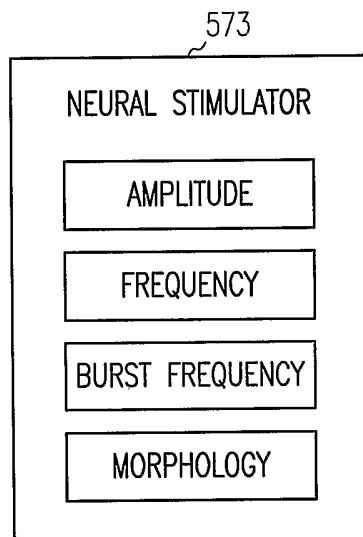 573
NEURAL STIMULATOR
AMPLITUDE
FREQUENCY
BURST FREQUENCY
MORPHOLOGY